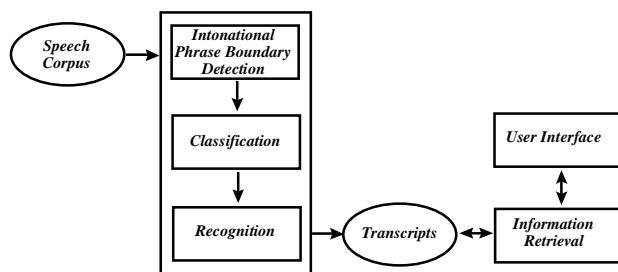 Speech
Corpus
Intonational
Phrase Boundary
Detection
Classification
Recognition
Transcripts
User Interface
Information
Retrieval